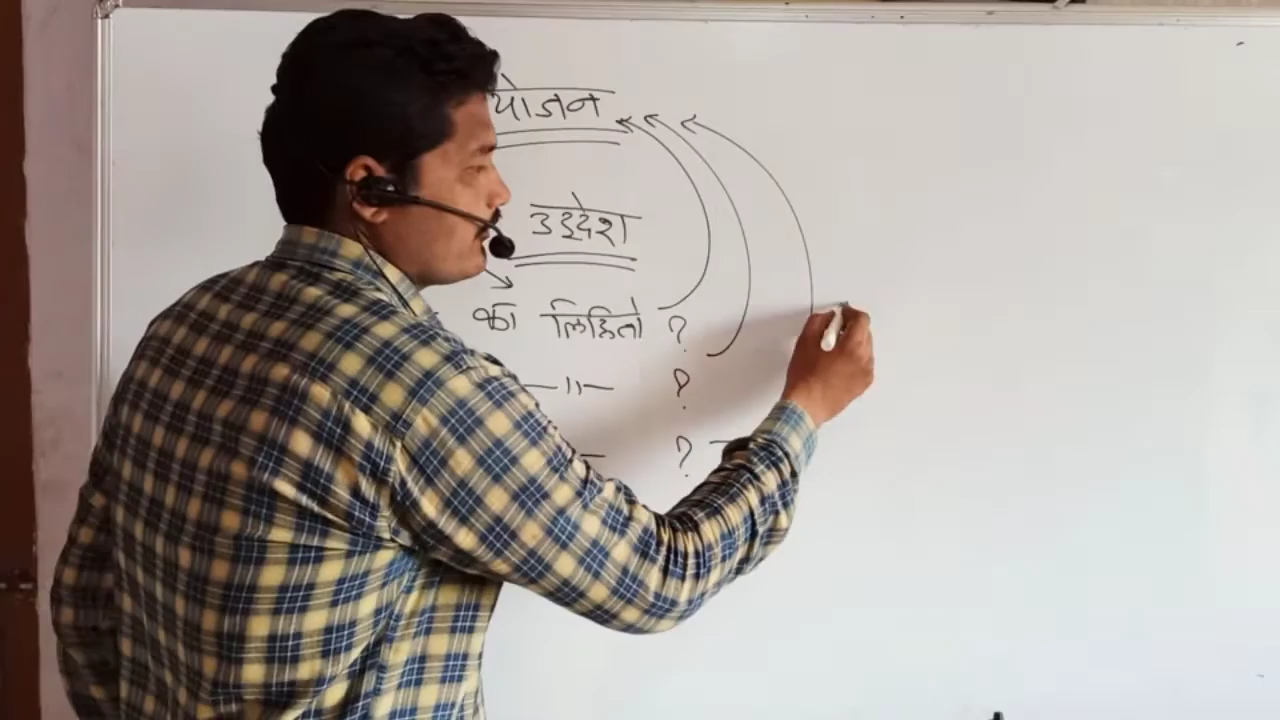 योजन
उद्देश
का लिहितो ?
—〃— ?
?